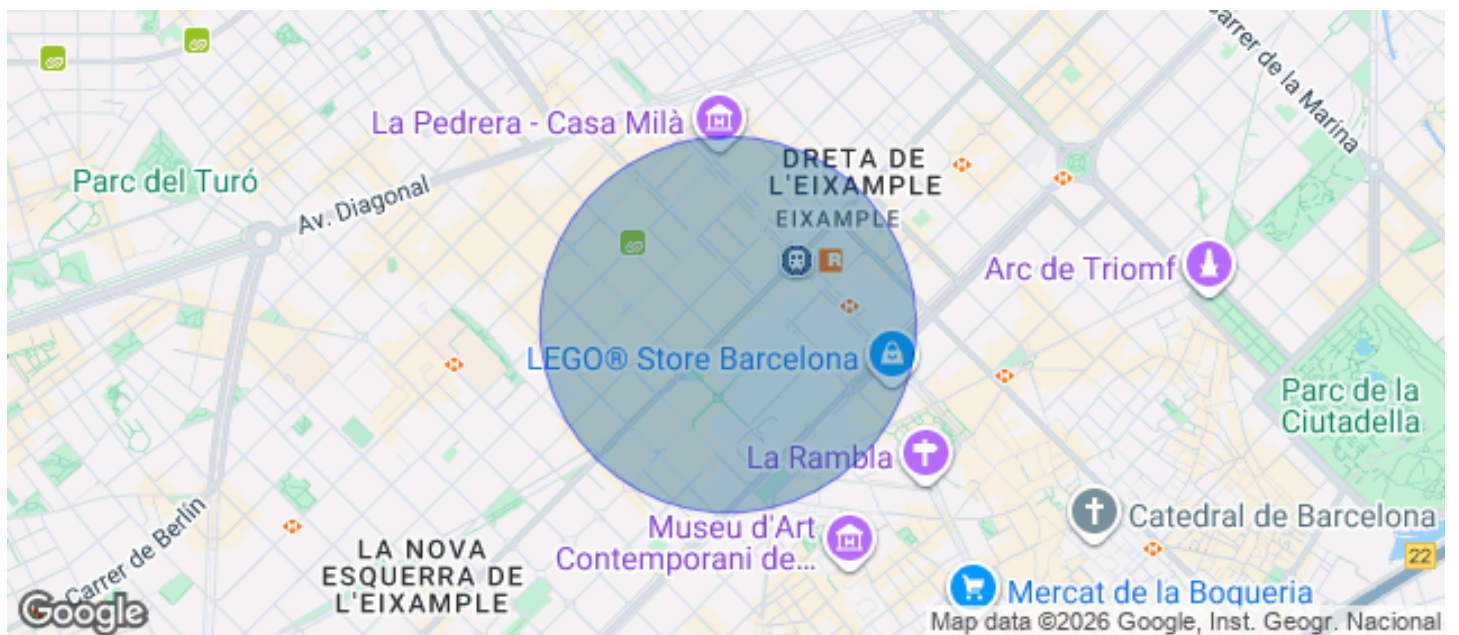 Carrer de la Marina
La Pedrera - Casa Milà
DRETA DE
L'EIXAMPLE
EIXAMPLE
Parc del Turó
Av. Diagonal
R
Arc de Triomf
LEGO® Store Barcelona
Parc de la
Ciutadella
La Rambla
Museu d'Art
Contemporani de...
Catedral de Barcelona
LA NOVA
ESQUERRA DE
L'EIXAMPLE
Carrer de Berlín
22
Mercat de la Boqueria
Google
Map data ©2026 Google, Inst. Geogr. Nacional